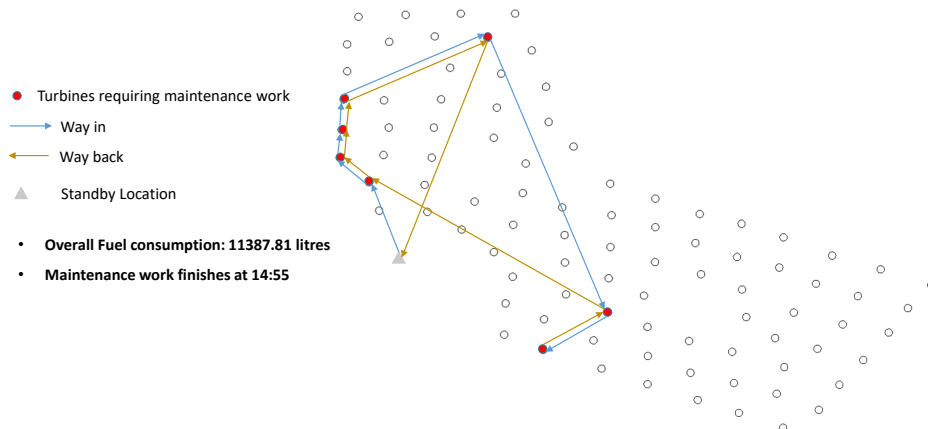 Turbines requiring maintenance work
Way in
Way back
Standby Location
• Overall Fuel consumption: 11387.81 litres
• Maintenance work finishes at 14:55